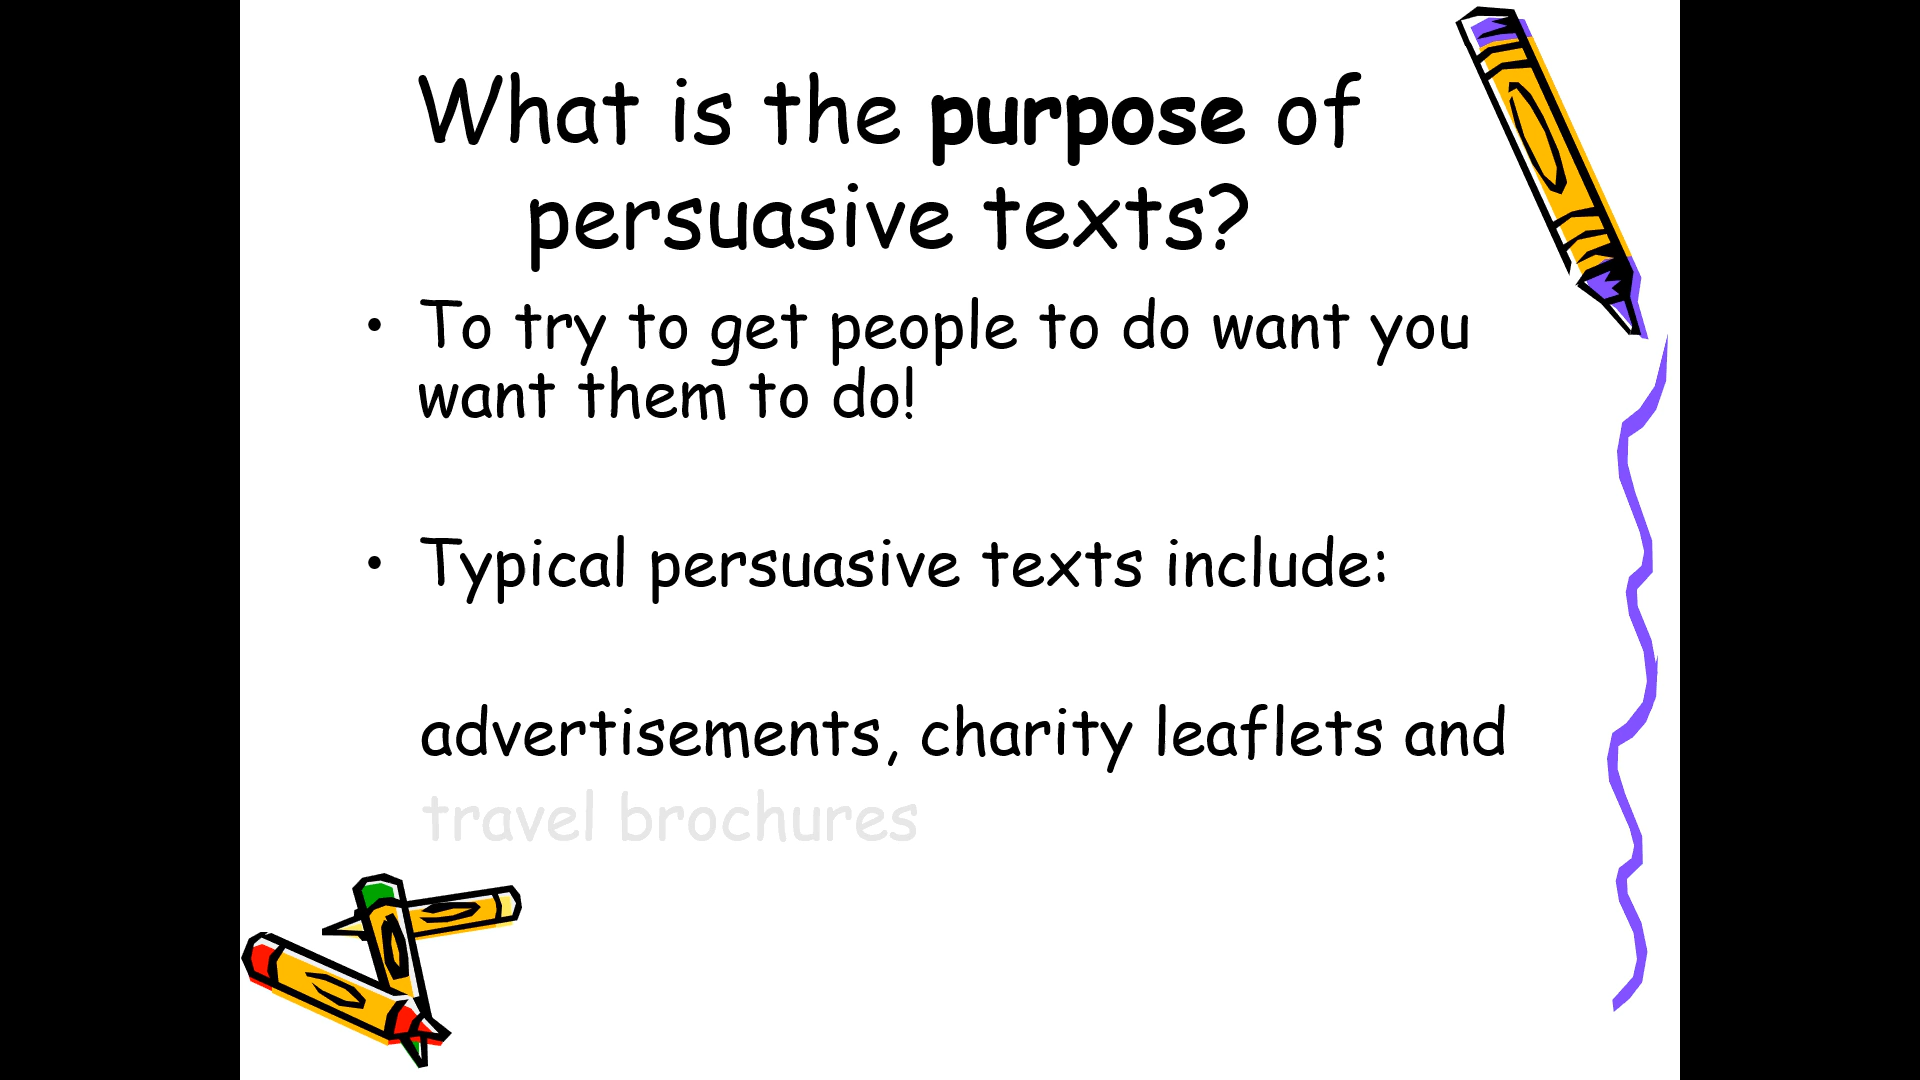 What is the purpose of
persuasive texts?
• To try to get people to do want you
want them to do!
• Typical persuasive texts include:
advertisements, charity leaflets and
travel brochures